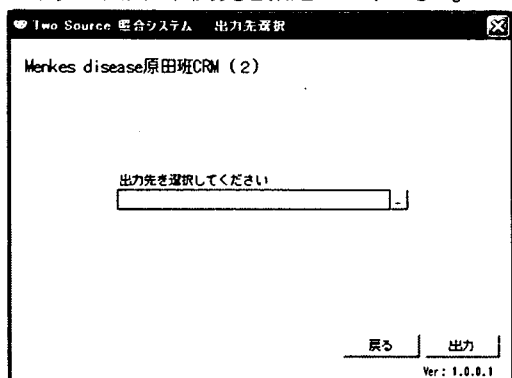 Two Source 照合システム 出力先選択
Menkes disease原田班CRM（2）
出力先を選択してください
戻る 出力
Ver: 1.0.0.1